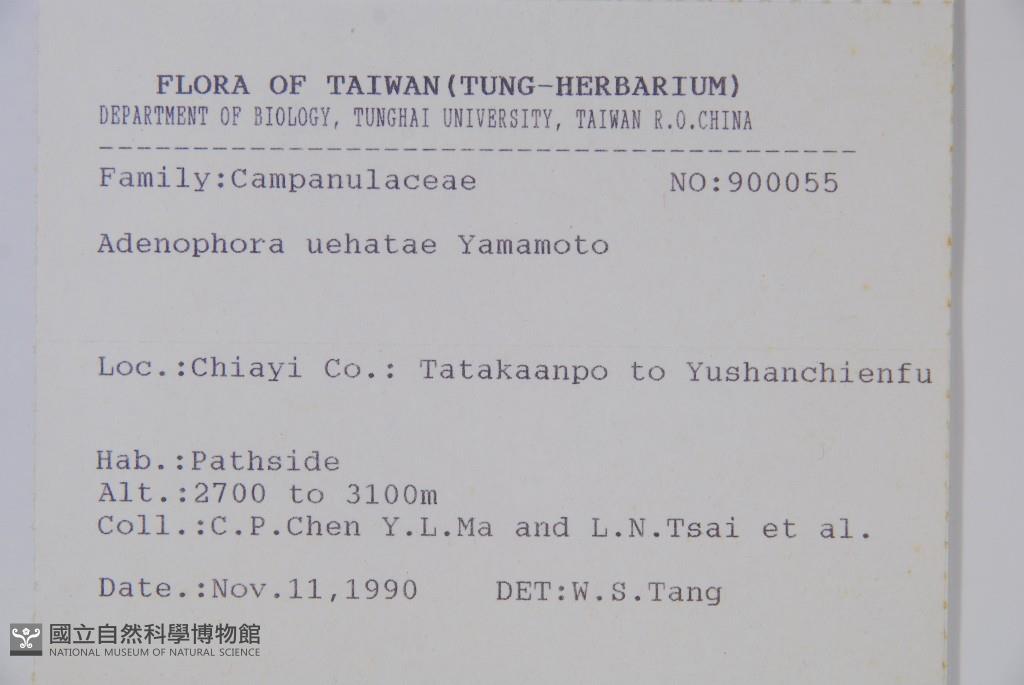 FLORA OF TAIWAN(TUNG-HERBARIUM)
DEPARTMENT OF BIOLOGY, TUNGHAI UNIVERSITY, TAIWAN R.O.CHINA
Family:Campanulaceae NO:900055
Adenophora uehatae Yamamoto
Loc.:Chiayi Co.: Tatakaanpo to Yushanchienfu
Hab.:Pathside
Alt.:2700 to 3100m
Coll.:C.P.Chen Y.L.Ma and L.N.Tsai et al.
Date.:Nov.11,1990 DET:W.S.Tang
國立自然科學博物館
NATIONAL MUSEUM OF NATURAL SCIENCE